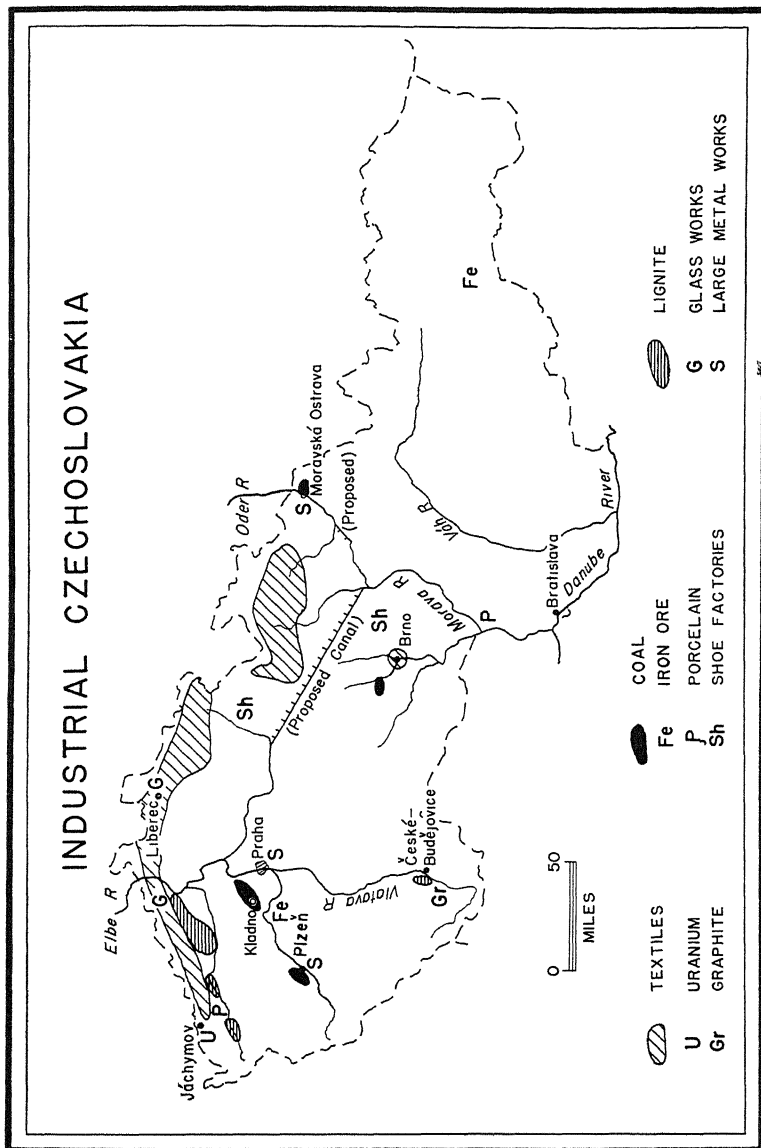 INDUSTRIAL CZECHOSLOVAKIA
Elbe R
Jáchymov
U
P
G
Liberec
G
Kladno
Fe
Plzeň
S
Praha
S
Vlatava R
Gr
České-
Budějovice
Sh
(Proposed Canal)
Sh
Brno
Oder R
S
Moravská Ostrava
(Proposed)
Morava R
P
Váh R
Bratislava
Danube River
Fe
0 50
MILES
TEXTILES
U URANIUM
Gr GRAPHITE
COAL
Fe IRON ORE
P PORCELAIN
Sh SHOE FACTORIES
LIGNITE
G GLASS WORKS
S LARGE METAL WORKS